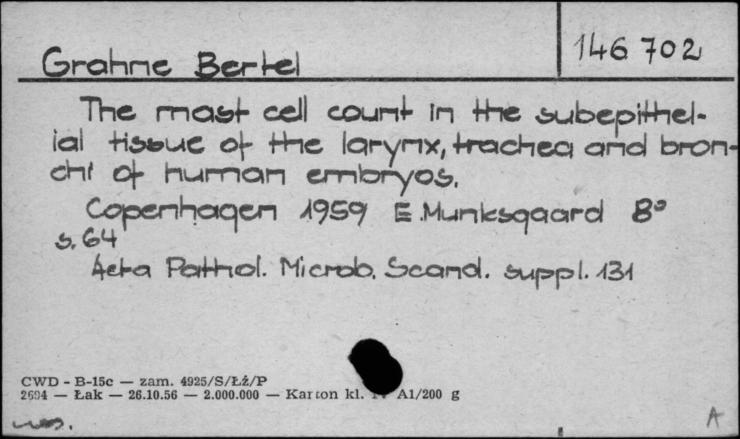 146702
Grahne Bertel
The mast cell count in the subepithel-
ial tissue of the larynx, trachea and bron-
chi of human embryos.
Copenhagen 1959 E.Munksgaard 8°
s. 64
Acta Pathol. Microb. Scand. suppl. 131
CWD - B-15c — zam. 4925/S/Łż/P
2694 — Łak — 26.10.56 — 2.000.000 — Karton kl. A1/200 g
A